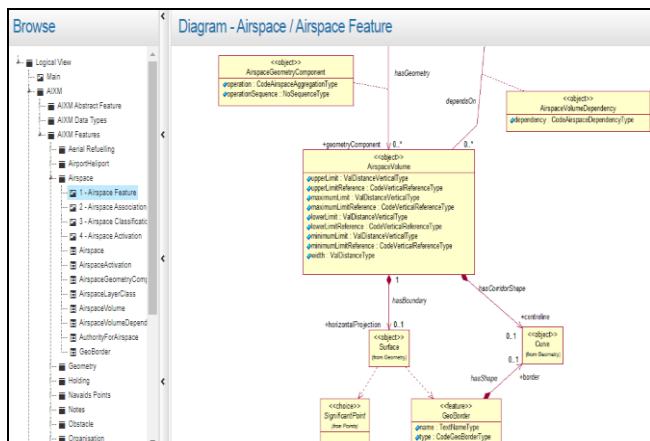 Browse
Logical View
Main
AIXM
AIXM Abstract Feature
AIXM Data Types
AIXM Features
Aerial Refuelling
AirportHeliport
Airspace
1 - Airspace Feature
2 - Airspace Association
3 - Airspace Classificatio
4 - Airspace Activation
Airspace
AirspaceActivation
AirspaceGeometryComp
AirspaceLayerClass
AirspaceVolume
AirspaceVolumeDepend
AuthorityForAirspace
GeoBorder
Geometry
Holding
Navaids Points
Notes
Obstacle
Organisation
Diagram - Airspace / Airspace Feature
<<object>>
AirspaceGeometryComponent
operation : CodeAirspaceAggregationType
operationSequence : NoSequenceType
hasGeometry
dependsOn
<<object>>
AirspaceVolumeDependency
dependency : CodeAirspaceDependencyType
+geometryComponent
0..*
0..*
<<object>>
AirspaceVolume
upperLimit : ValDistanceVerticalType
upperLimitReference : CodeVerticalReferenceType
maximumLimit : ValDistanceVerticalType
maximumLimitReference : CodeVerticalReferenceType
lowerLimit : ValDistanceVerticalType
lowerLimitReference : CodeVerticalReferenceType
minimumLimit : ValDistanceVerticalType
minimumLimitReference : CodeVerticalReferenceType
width : ValDistanceType
1
hasBoundary
hasCorridorShape
+horizontalProjection
0..1
+centreline
0..1
<<object>>
Surface
(from Geometry)
<<object>>
Curve
(from Geometry)
0..1
+border
hasShape
<<choice>>
SignificantPoint
(from Points)
<<feature>>
GeoBorder
name : TextNameType
type : CodeGeoBorderType